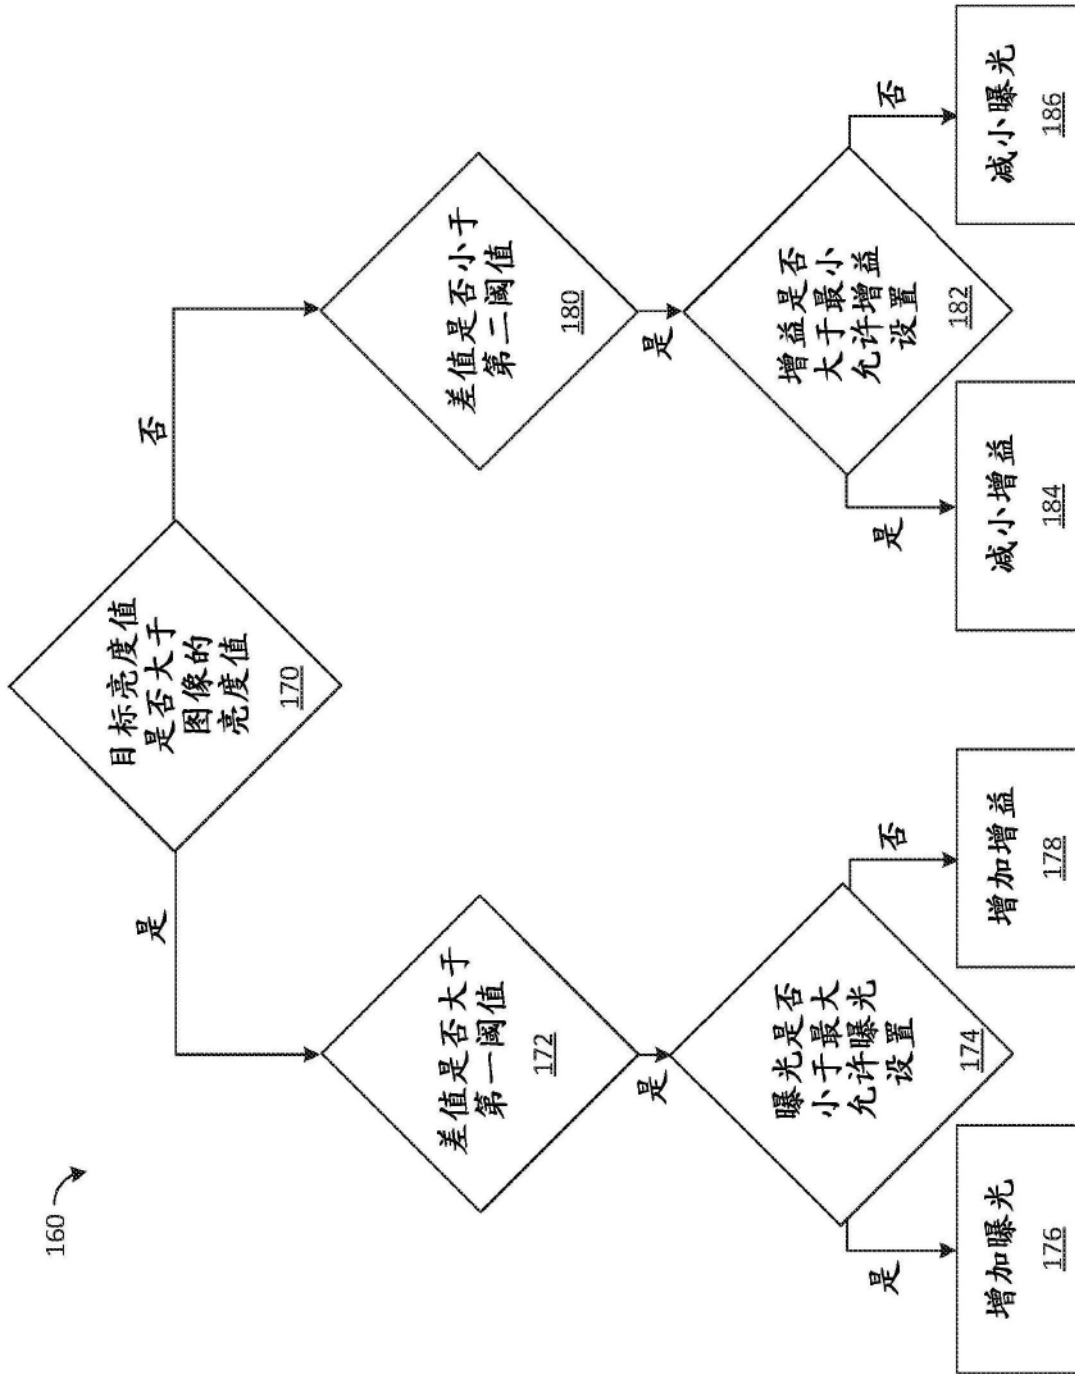 160
目标亮度值
是否大于
图像的
亮度值
170
是
否
差值是否大于
第一阈值
172
是
差值是否小于
第二阈值
180
是
曝光是否
小于最大
允许曝光
设置
174
是
否
增益是否
大于最小
允许增益
设置
182
是
否
增加曝光
176
增加增益
178
减小增益
184
减小曝光
186